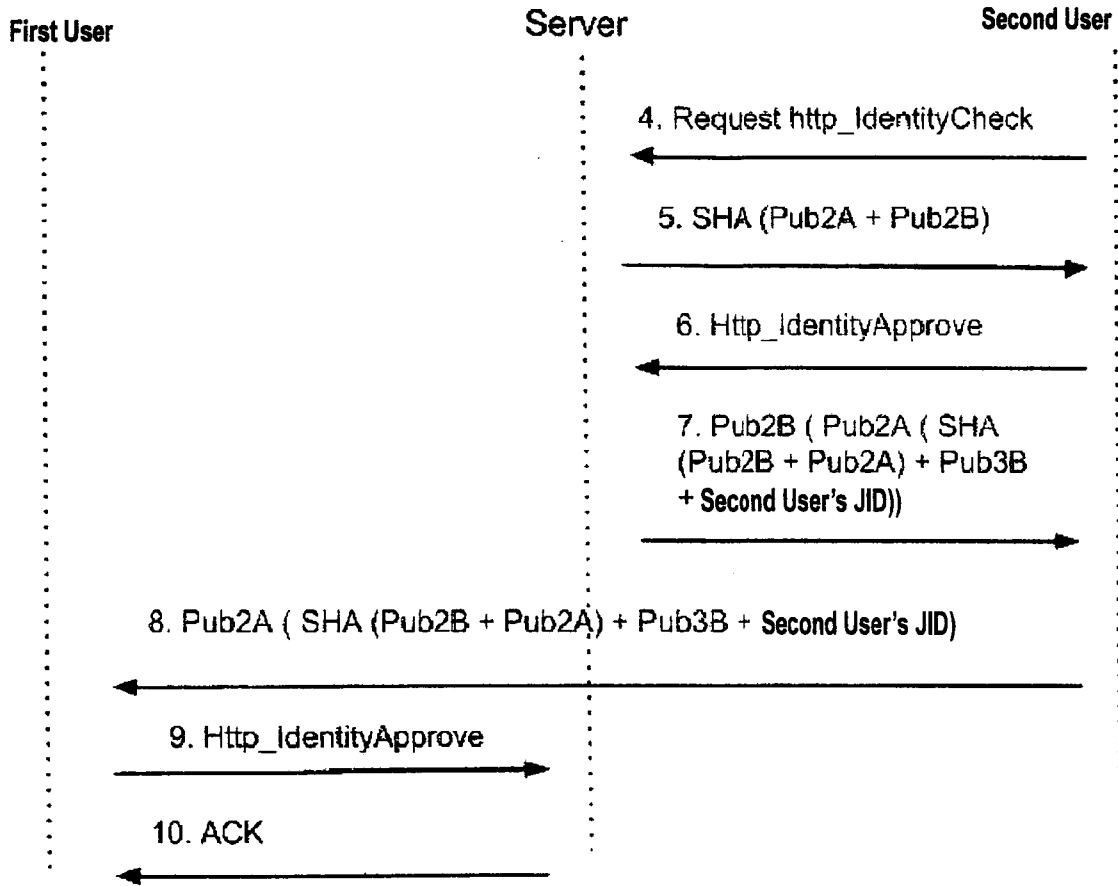 First User
Server
Second User
4. Request http_IdentityCheck
5. SHA (Pub2A + Pub2B)
6. Http_IdentityApprove
7. Pub2B ( Pub2A ( SHA
(Pub2B + Pub2A) + Pub3B
+ Second User's JID))
8. Pub2A ( SHA (Pub2B + Pub2A) + Pub3B + Second User's JID)
9. Http_IdentityApprove
10. ACK